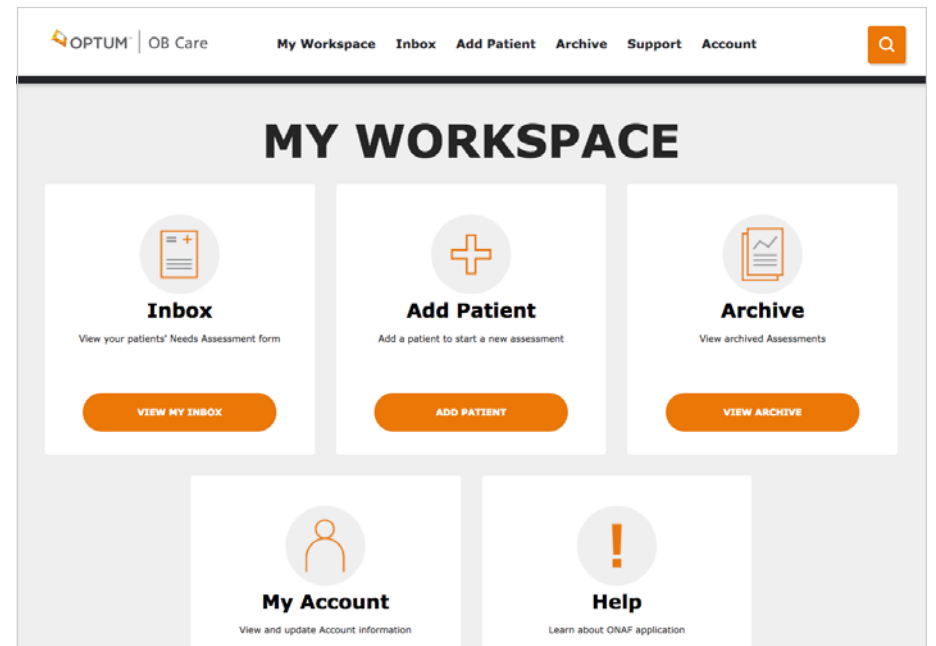 OPTUM™ | OB Care My Workspace Inbox Add Patient Archive Support Account
MY WORKSPACE
Inbox
View your patients' Needs Assessment form
VIEW MY INBOX
Add Patient
Add a patient to start a new assessment
ADD PATIENT
Archive
View archived Assessments
VIEW ARCHIVE
My Account
View and update Account information
Help
Learn about ONAF application